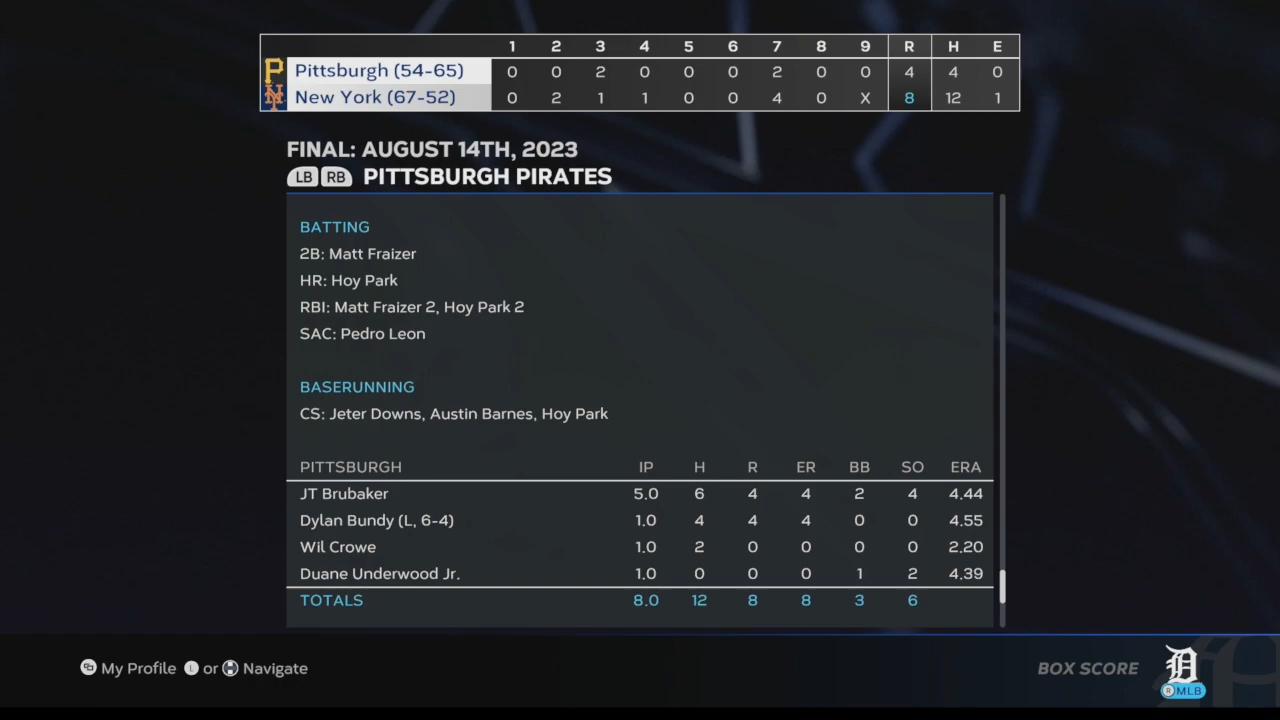 1 2 3 4 5 6 7 8 9 R H E
P Pittsburgh (54-65) 0 0 2 0 0 0 2 0 0 4 4 0
NY New York (67-52) 0 2 1 1 0 0 4 0 X 8 12 1
FINAL: AUGUST 14TH, 2023
LB RB PITTSBURGH PIRATES
BATTING
2B: Matt Fraizer
HR: Hoy Park
RBI: Matt Fraizer 2, Hoy Park 2
SAC: Pedro Leon
BASERUNNING
CS: Jeter Downs, Austin Barnes, Hoy Park
PITTSBURGH IP H R ER BB SO ERA
JT Brubaker 5.0 6 4 4 2 4 4.44
Dylan Bundy (L, 6-4) 1.0 4 4 4 0 0 4.55
Wil Crowe 1.0 2 0 0 0 0 2.20
Duane Underwood Jr. 1.0 0 0 0 1 2 4.39
TOTALS 8.0 12 8 8 3 6
My Profile L or Navigate
BOX SCORE
D
R MLB